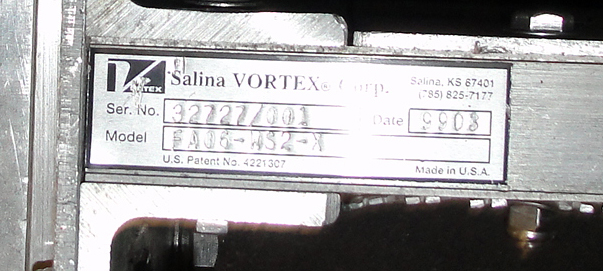 VORTEX
Salina VORTEX® Corp.
Salina, KS 67401
(785) 825-7177
Ser. No. 32727/001
Date 9903
Model
U.S. Patent No. 4221307
Made in U.S.A.